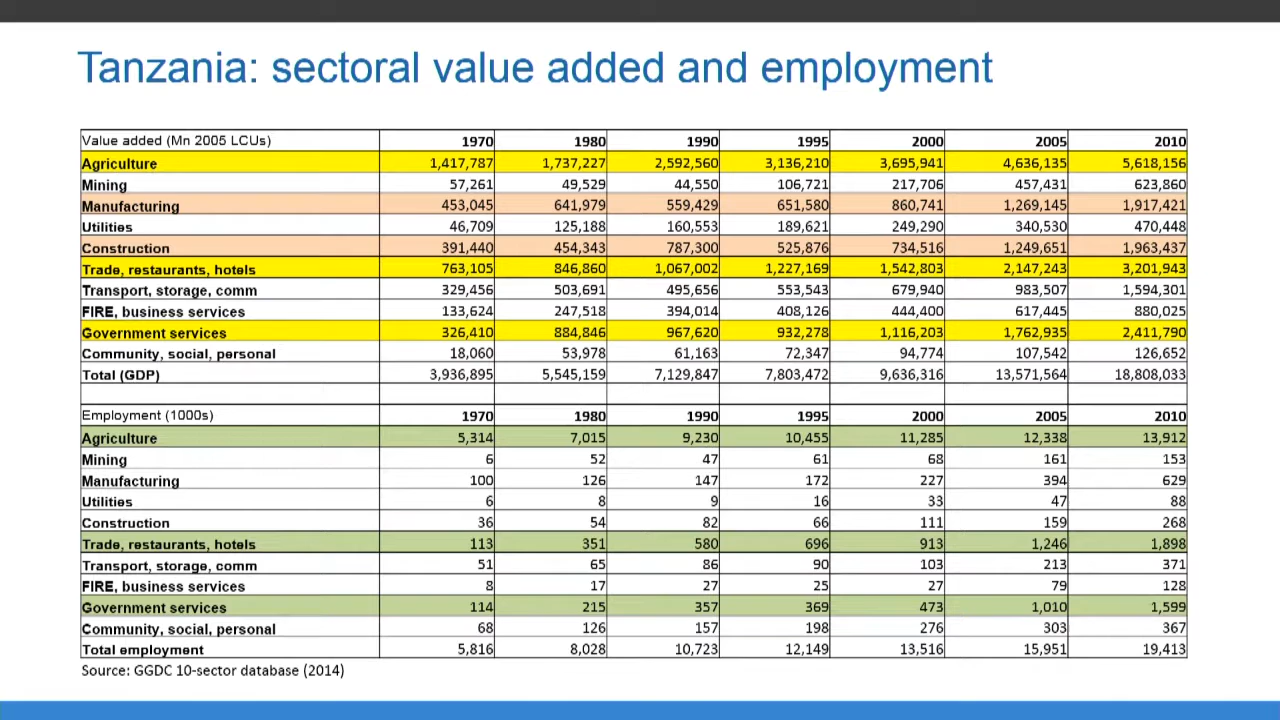 Tanzania: sectoral value added and employment
Value added (Mn 2005 LCUs) 1970 1980 1990 1995 2000 2005 2010
Agriculture 1,417,787 1,737,227 2,592,560 3,136,210 3,695,941 4,636,135 5,618,156
Mining 57,261 49,529 44,550 106,721 217,706 457,431 623,860
Manufacturing 453,045 641,979 559,429 651,580 860,741 1,269,145 1,917,421
Utilities 46,709 125,188 160,553 189,621 249,290 340,530 470,448
Construction 391,440 454,343 787,300 525,876 734,516 1,249,651 1,963,437
Trade, restaurants, hotels 763,105 846,860 1,067,002 1,227,169 1,542,803 2,147,243 3,201,943
Transport, storage, comm 329,456 503,691 495,656 553,543 679,940 983,507 1,594,301
FIRE, business services 133,624 247,518 394,014 408,126 444,400 617,445 880,025
Government services 326,410 884,846 967,620 932,278 1,116,203 1,762,935 2,411,790
Community, social, personal 18,060 53,978 61,163 72,347 94,774 107,542 126,652
Total (GDP) 3,936,895 5,545,159 7,129,847 7,803,472 9,636,316 13,571,564 18,808,033
Employment (1000s) 1970 1980 1990 1995 2000 2005 2010
Agriculture 5,314 7,015 9,230 10,455 11,285 12,338 13,912
Mining 6 52 47 61 68 161 153
Manufacturing 100 126 147 172 227 394 629
Utilities 6 8 9 16 33 47 88
Construction 36 54 82 66 111 159 268
Trade, restaurants, hotels 113 351 580 696 913 1,246 1,898
Transport, storage, comm 51 65 86 90 103 213 371
FIRE, business services 8 17 27 25 27 79 128
Government services 114 215 357 369 473 1,010 1,599
Community, social, personal 68 126 157 198 276 303 367
Total employment 5,816 8,028 10,723 12,149 13,516 15,951 19,413
Source: GGDC 10-sector database (2014)